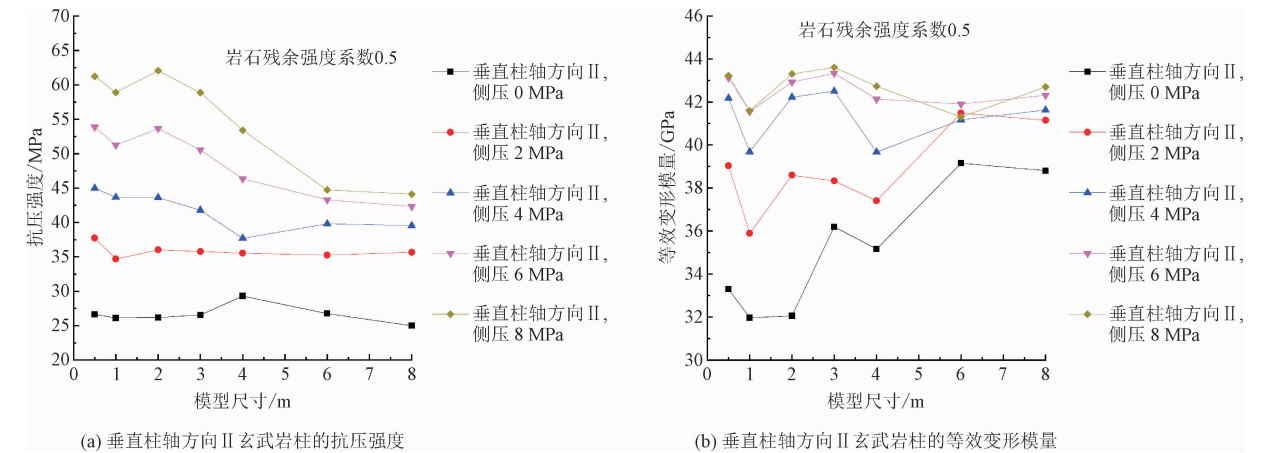 岩石残余强度系数0.5
抗压强度/MPa
70
65
60
55
50
45
40
35
30
25
20
0 1 2 3 4 5 6 7 8
模型尺寸/m
垂直柱轴方向Ⅱ,
侧压 0 MPa
垂直柱轴方向Ⅱ,
侧压 2 MPa
垂直柱轴方向Ⅱ,
侧压 4 MPa
垂直柱轴方向Ⅱ,
侧压 6 MPa
垂直柱轴方向Ⅱ,
侧压 8 MPa
(a) 垂直柱轴方向Ⅱ玄武岩柱的抗压强度
岩石残余强度系数0.5
等效变形模量/GPa
46
44
42
40
38
36
34
32
30
0 1 2 3 4 5 6 7 8
模型尺寸/m
垂直柱轴方向Ⅱ,
侧压 0 MPa
垂直柱轴方向Ⅱ,
侧压 2 MPa
垂直柱轴方向Ⅱ,
侧压 4 MPa
垂直柱轴方向Ⅱ,
侧压 6 MPa
垂直柱轴方向Ⅱ,
侧压 8 MPa
(b) 垂直柱轴方向Ⅱ玄武岩柱的等效变形模量